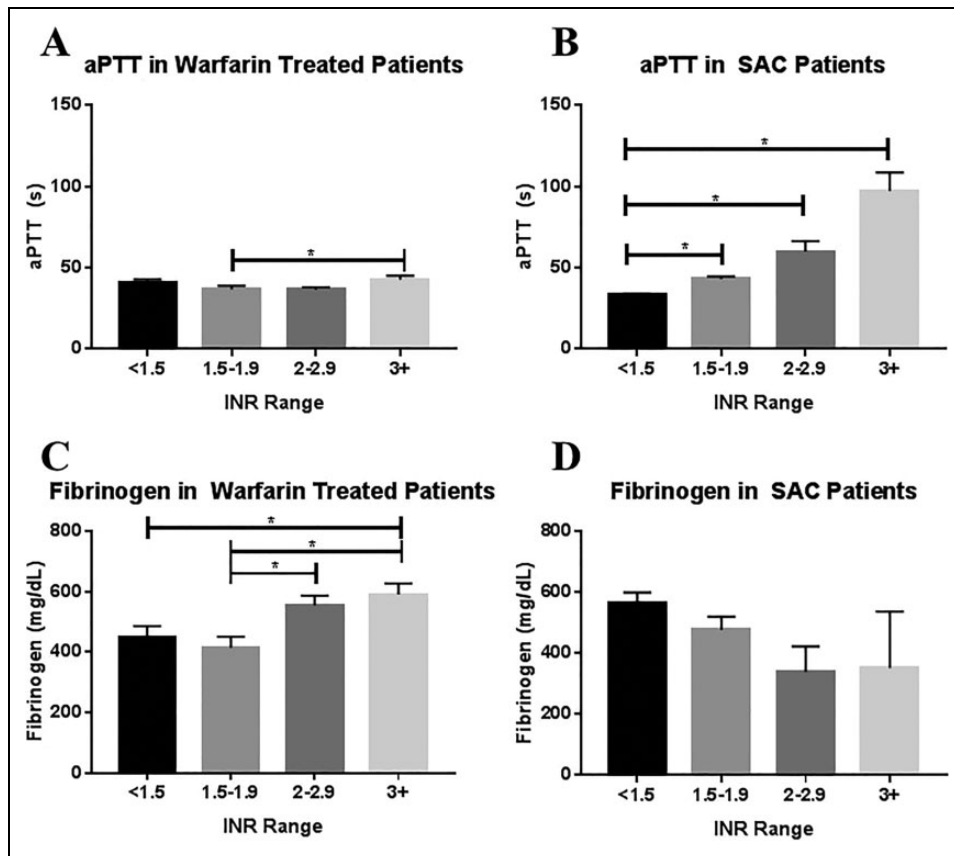 A
aPTT in Warfarin Treated Patients
150
100
50
0
aPTT (s)
*
<1.5 1.5-1.9 2-2.9 3+
INR Range
B
aPTT in SAC Patients
150
100
50
0
aPTT (s)
*
*
*
<1.5 1.5-1.9 2-2.9 3+
INR Range
C
Fibrinogen in Warfarin Treated Patients
800
600
400
200
0
Fibrinogen (mg/dL)
*
*
*
<1.5 1.5-1.9 2-2.9 3+
INR Range
D
Fibrinogen in SAC Patients
800
600
400
200
0
Fibrinogen (mg/dL)
<1.5 1.5-1.9 2-2.9 3+
INR Range